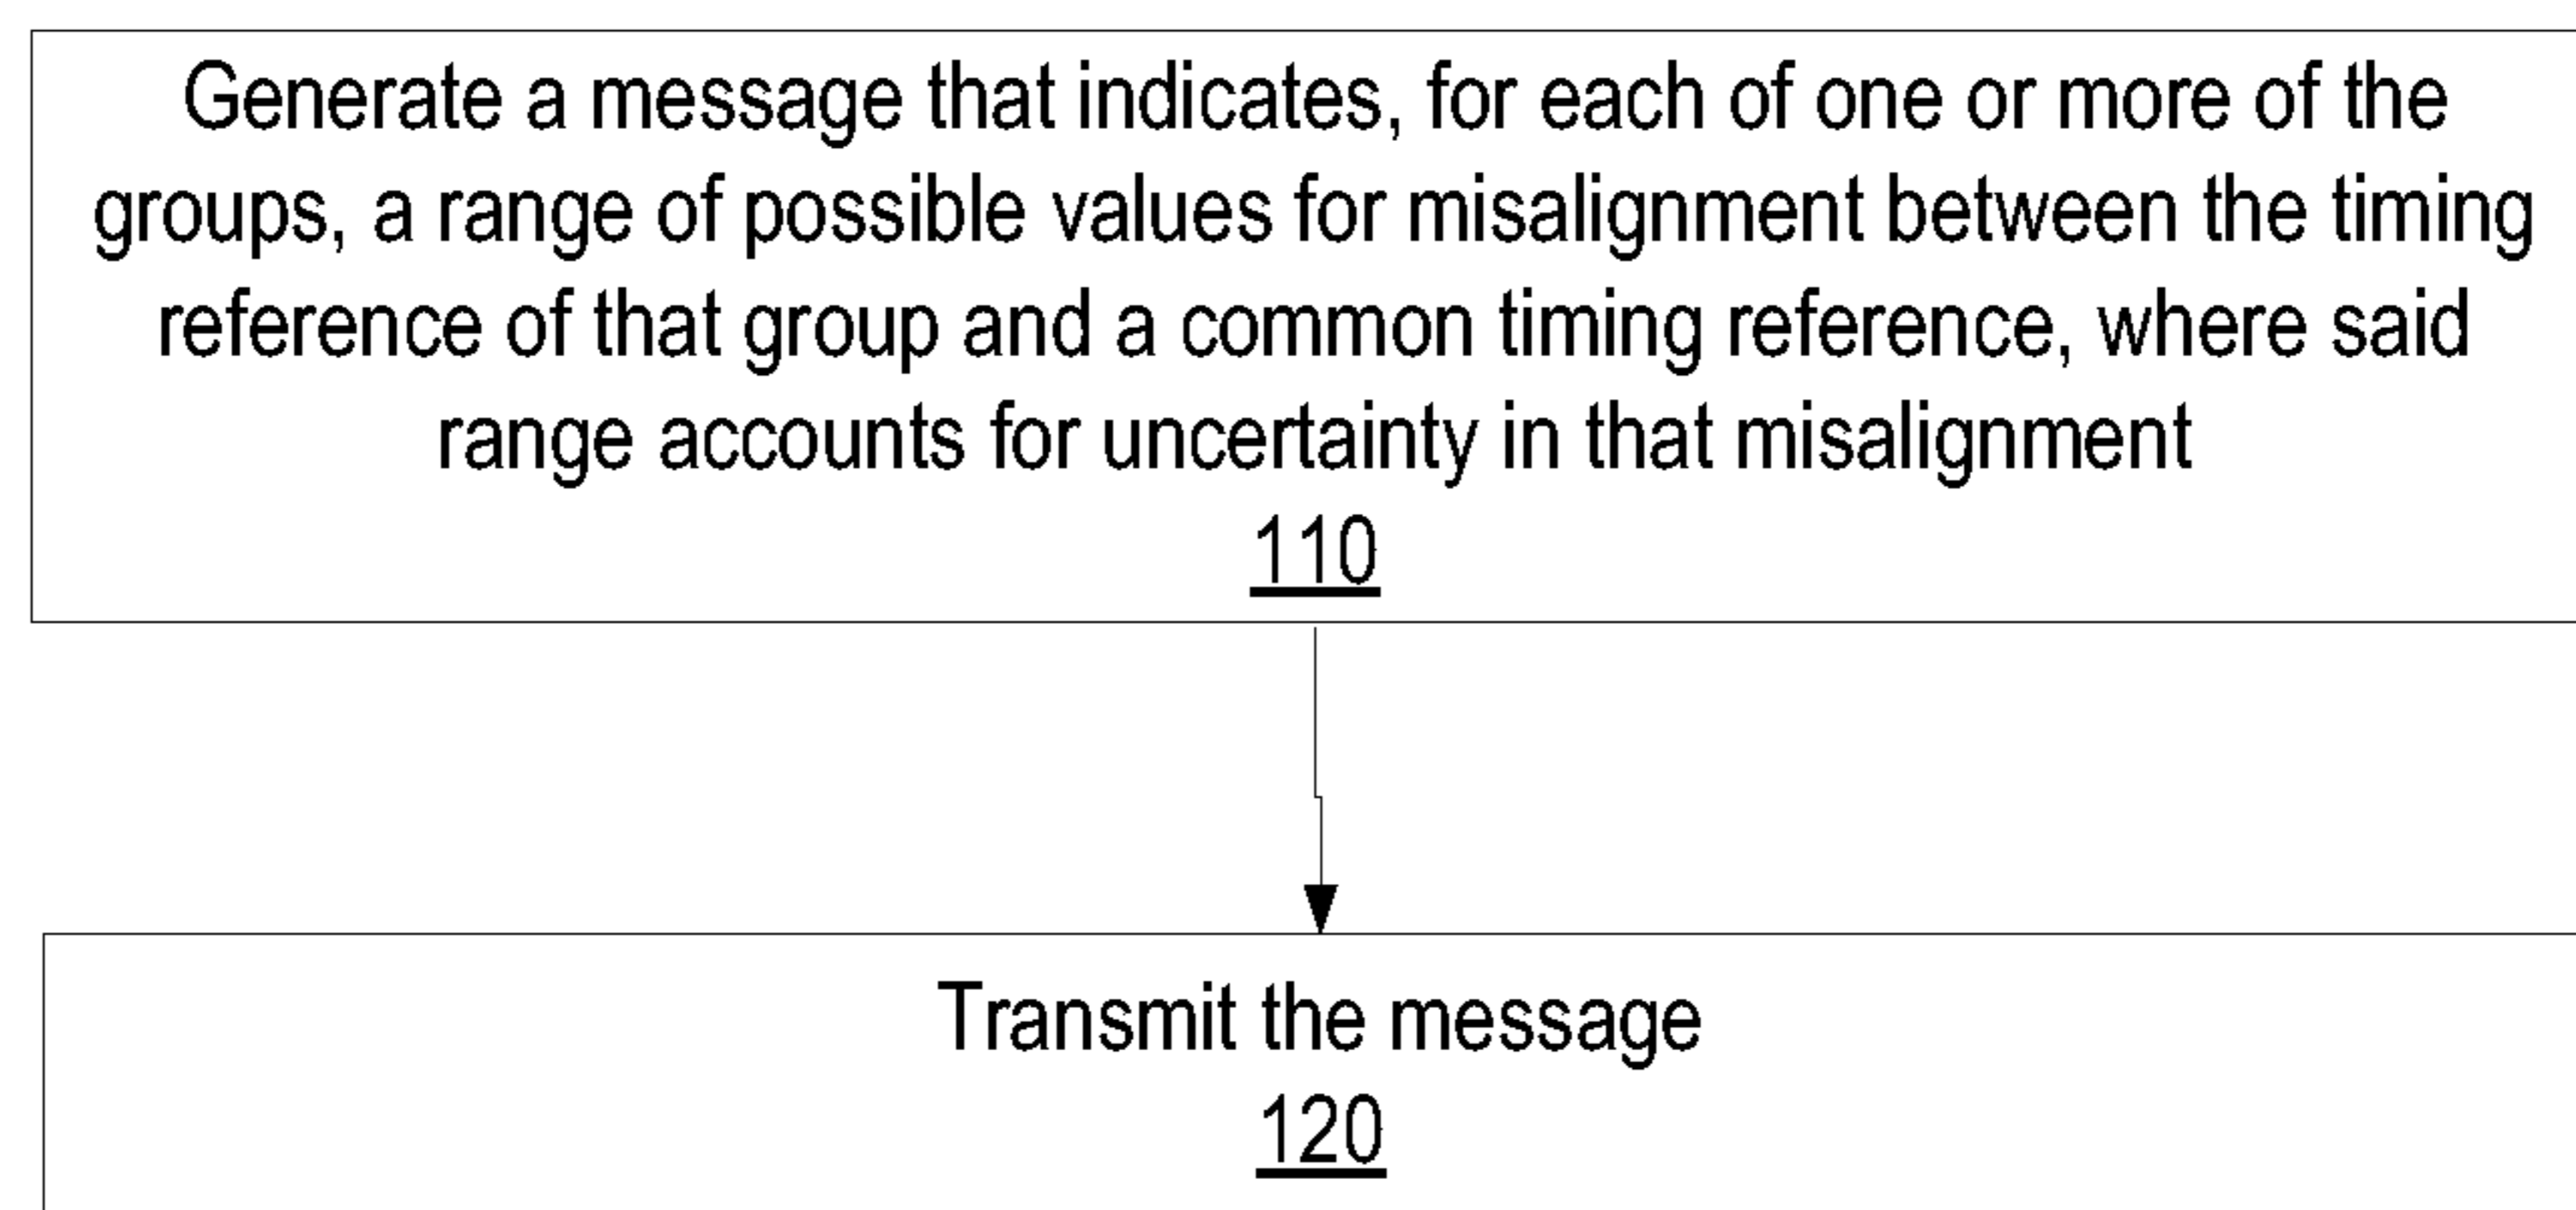 Generate a message that indicates, for each of one or more of the
groups, a range of possible values for misalignment between the timing
reference of that group and a common timing reference, where said
range accounts for uncertainty in that misalignment
110
Transmit the message
120